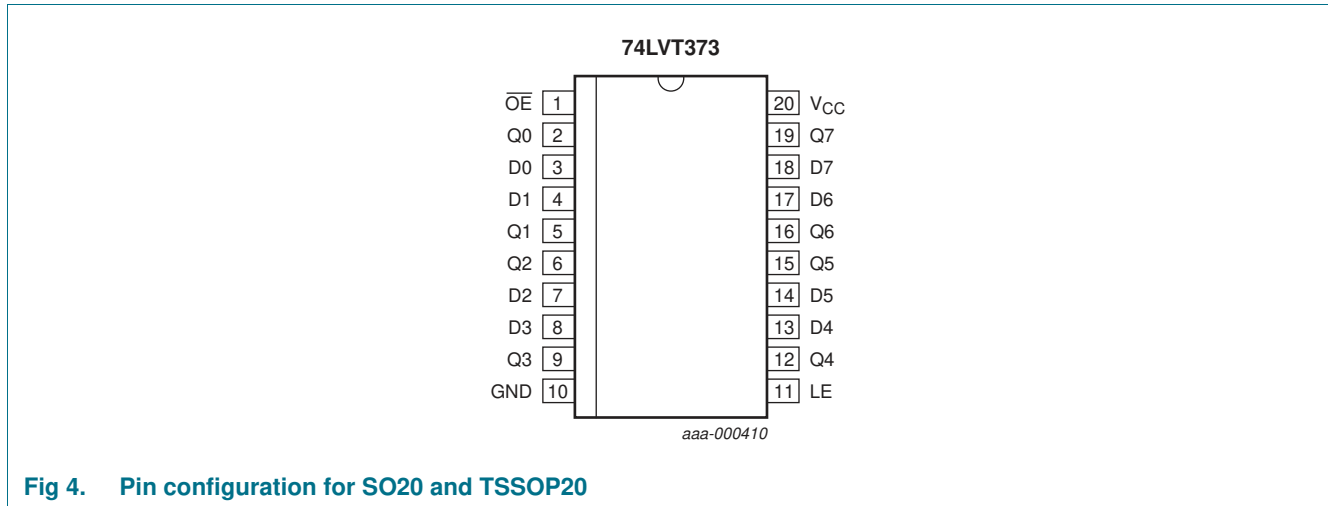 74LVT373
OE 1 20 VCC
Q0 2 19 Q7
D0 3 18 D7
D1 4 17 D6
Q1 5 16 Q6
Q2 6 15 Q5
D2 7 14 D5
D3 8 13 D4
Q3 9 12 Q4
GND 10 11 LE
aaa-000410
Fig 4. Pin configuration for SO20 and TSSOP20